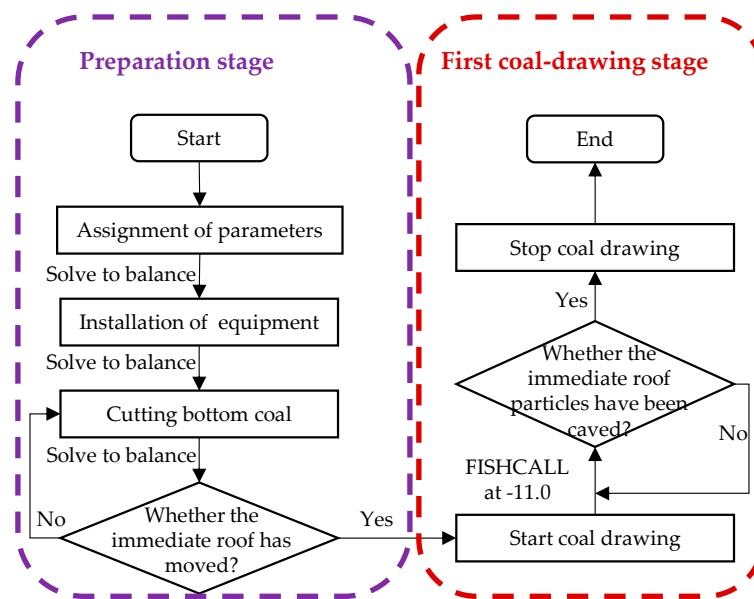 Preparation stage
Start
Assignment of parameters
Solve to balance
Installation of equipment
Solve to balance
Cutting bottom coal
Solve to balance
Whether the
immediate roof has
moved?
No
Yes
First coal-drawing stage
End
Stop coal drawing
Yes
Whether the
immediate roof
particles have been
caved?
No
FISHCALL
at -11.0
Start coal drawing